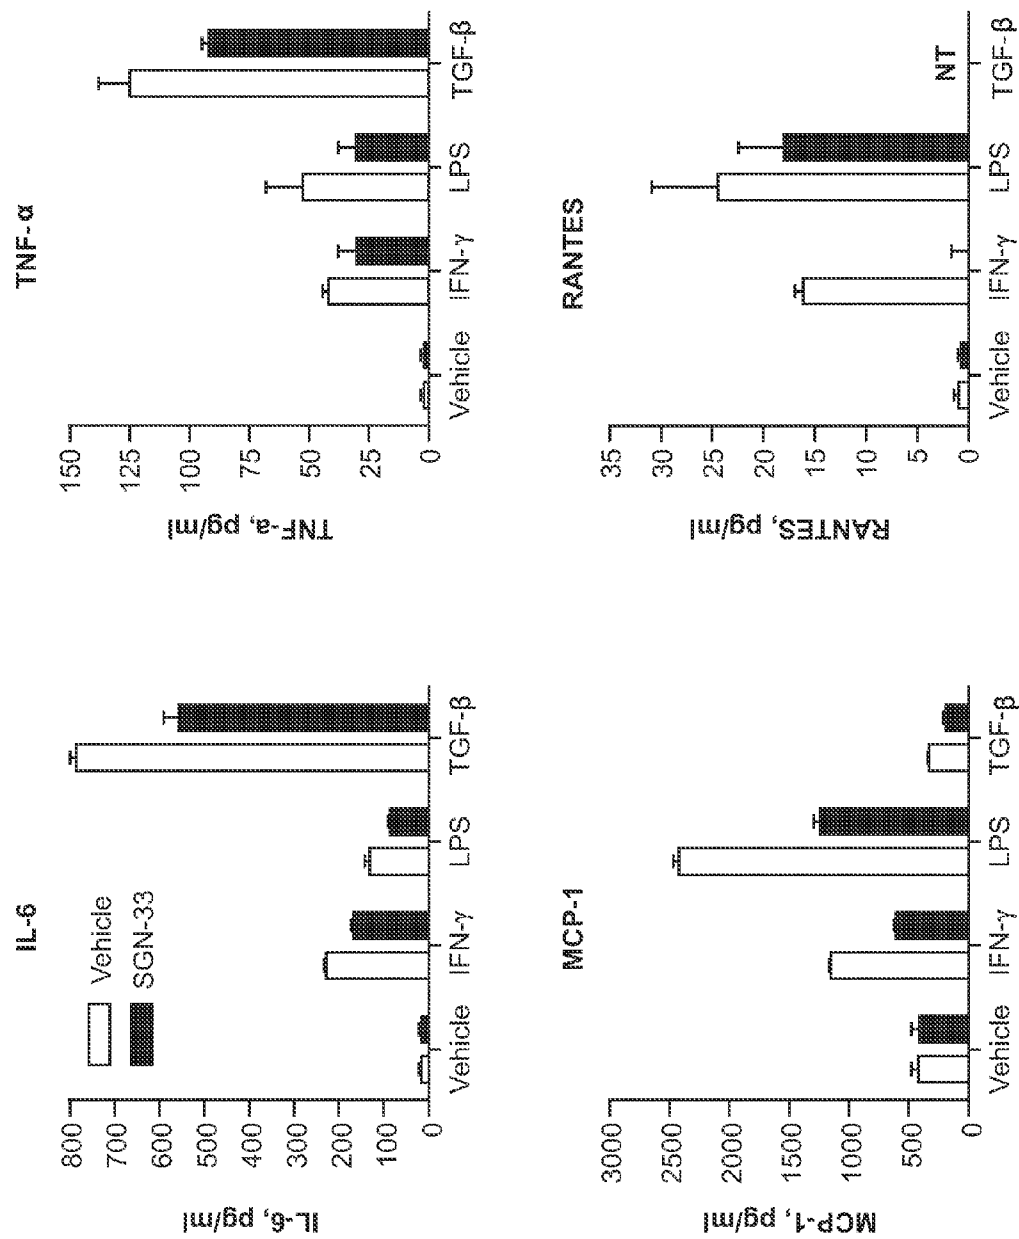 IL-6
Vehicle
SGN-33
IL-6, pg/ml
800
700
600
500
400
300
200
100
0
Vehicle
IFN-γ
LPS
TGF-β
TNF- α
TNF-a, pg/ml
150
125
100
75
50
25
0
Vehicle
IFN-γ
LPS
TGF-β
MCP-1
MCP-1, pg/ml
3000
2500
2000
1500
1000
500
0
Vehicle
IFN-γ
LPS
TGF-β
RANTES
RANTES, pg/ml
35
30
25
20
15
10
5
0
NT
Vehicle
IFN-γ
LPS
TGF-β